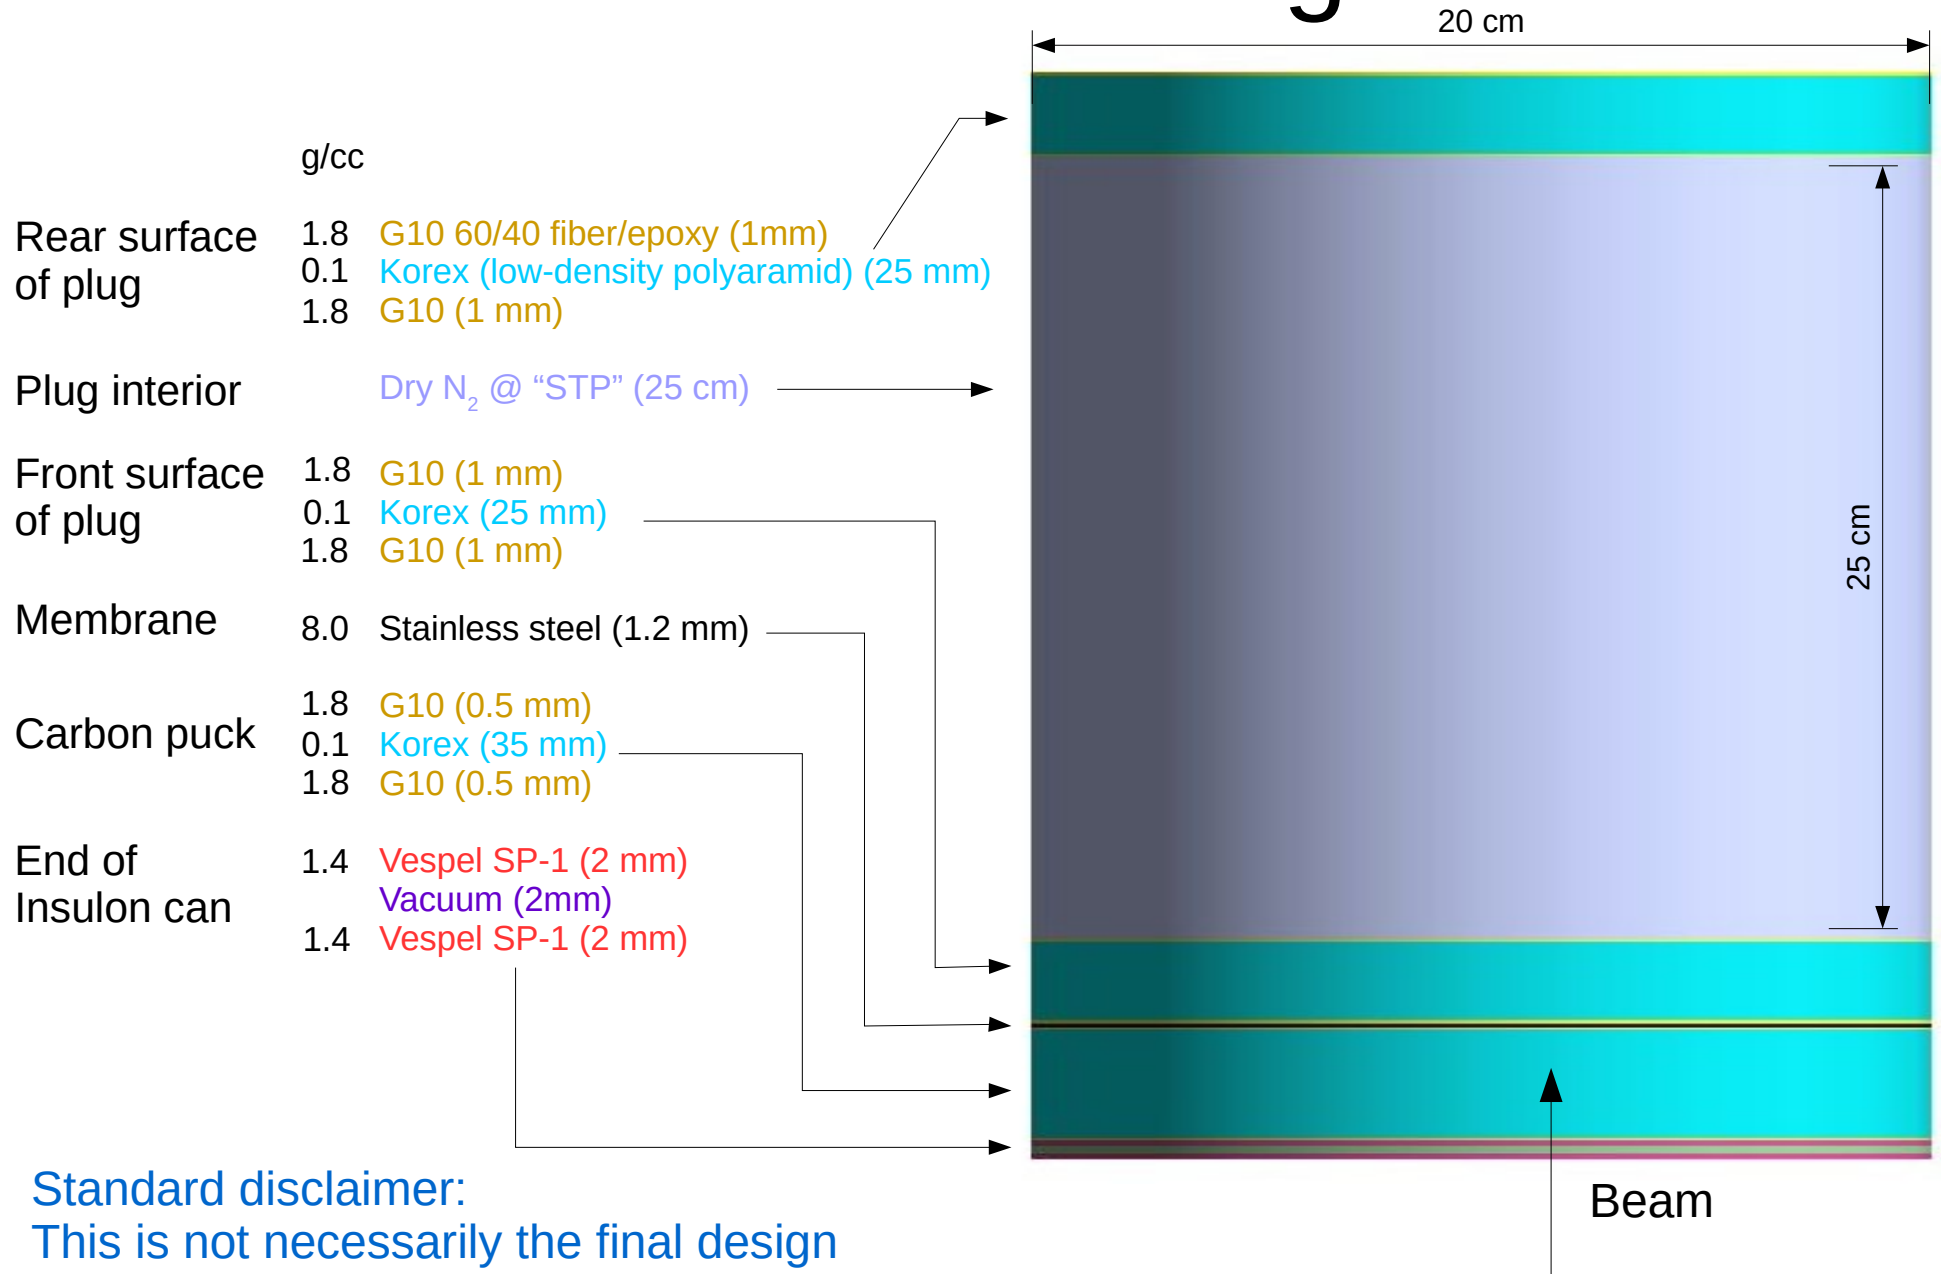 20 cm
g/cc
Rear surface
of plug
1.8 G10 60/40 fiber/epoxy (1mm)
0.1 Korex (low-density polyaramid) (25 mm)
1.8 G10 (1 mm)
Plug interior
Dry N2 @ “STP” (25 cm)
Front surface
of plug
1.8 G10 (1 mm)
0.1 Korex (25 mm)
1.8 G10 (1 mm)
25 cm
Membrane
8.0 Stainless steel (1.2 mm)
Carbon puck
1.8 G10 (0.5 mm)
0.1 Korex (35 mm)
1.8 G10 (0.5 mm)
End of
Insulon can
1.4 Vespel SP-1 (2 mm)
Vacuum (2mm)
1.4 Vespel SP-1 (2 mm)
Beam
Standard disclaimer:
This is not necessarily the final design